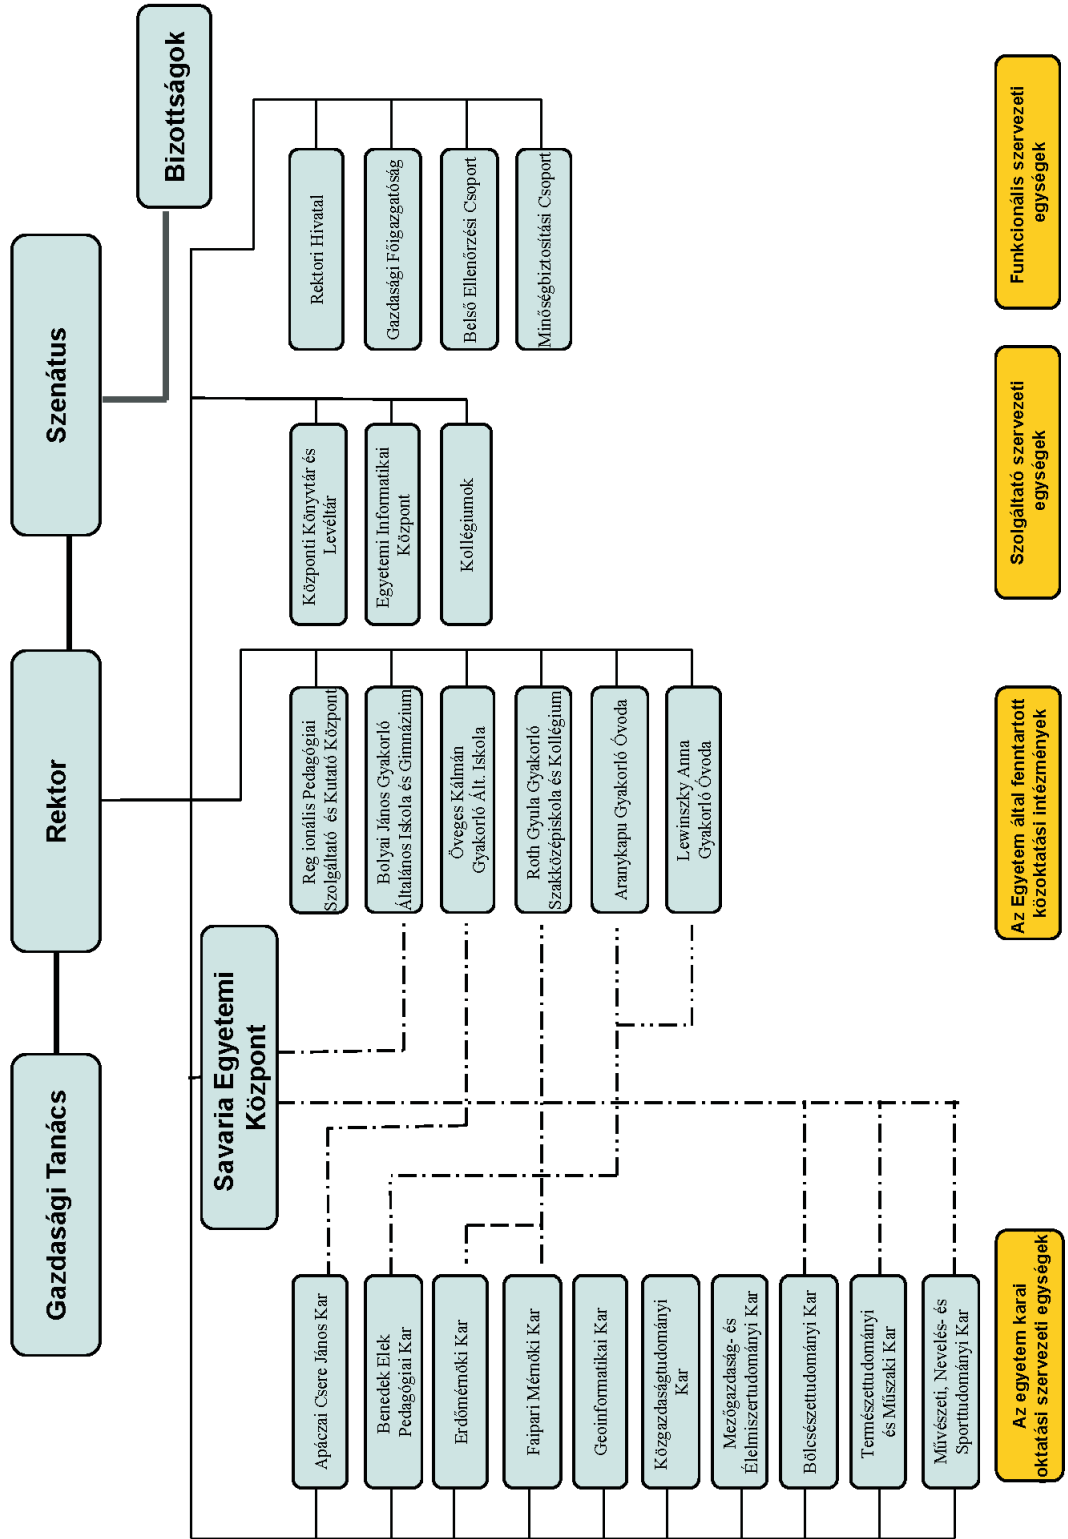 Gazdasági Tanács
Rektor
Szenátus
Bizottságok
Savaria Egyetemi
Központ
Apáczai Csere János Kar
Benedek Elek
Pedagógiai Kar
Erdőmérnöki Kar
Faipari Mérnöki Kar
Geoinformatikai Kar
Közgazdaságtudományi
Kar
Mezőgazdaság- és
Élelmiszertudományi Kar
Bölcsészettudományi Kar
Természettudományi
és Műszaki Kar
Művészeti, Nevelés- és
Sporttudományi Kar
Reg ionális Pedagógiai
Szolgáltató és Kutató Központ
Bolyai János Gyakorló
Általános Iskola és Gimnázium
Öveges Kálmán
Gyakorló Ált. Iskola
Roth Gyula Gyakorló
Szakközépiskola és Kollégium
Aranykapu Gyakorló Óvoda
Lewinszky Anna
Gyakorló Óvoda
Központi Könyvtár és
Levéltár
Egyetemi Informatikai
Központ
Kollégiumok
Rektori Hivatal
Gazdasági Főigazgatóság
Belső Ellenőrzési Csoport
Minőségbiztosítási Csoport
Az egyetem karai
oktatási szervezeti egységek
Az Egyetem által fenntartott
közoktatási intézmények
Szolgáltató szervezeti
egységek
Funkcionális szervezeti
egységek